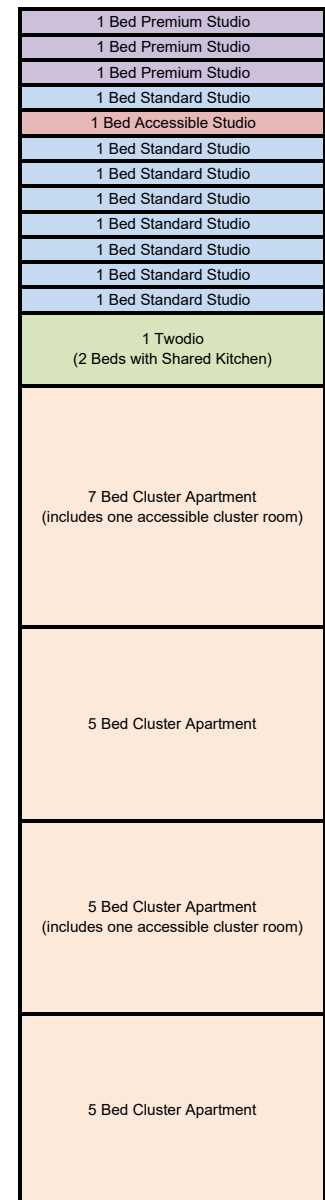 1 Bed Premium Studio
1 Bed Premium Studio
1 Bed Premium Studio
1 Bed Standard Studio
1 Bed Accessible Studio
1 Bed Standard Studio
1 Bed Standard Studio
1 Bed Standard Studio
1 Bed Standard Studio
1 Bed Standard Studio
1 Bed Standard Studio
1 Bed Standard Studio
1 Twodio
(2 Beds with Shared Kitchen)
7 Bed Cluster Apartment
(includes one accessible cluster room)
5 Bed Cluster Apartment
5 Bed Cluster Apartment
(includes one accessible cluster room)
5 Bed Cluster Apartment